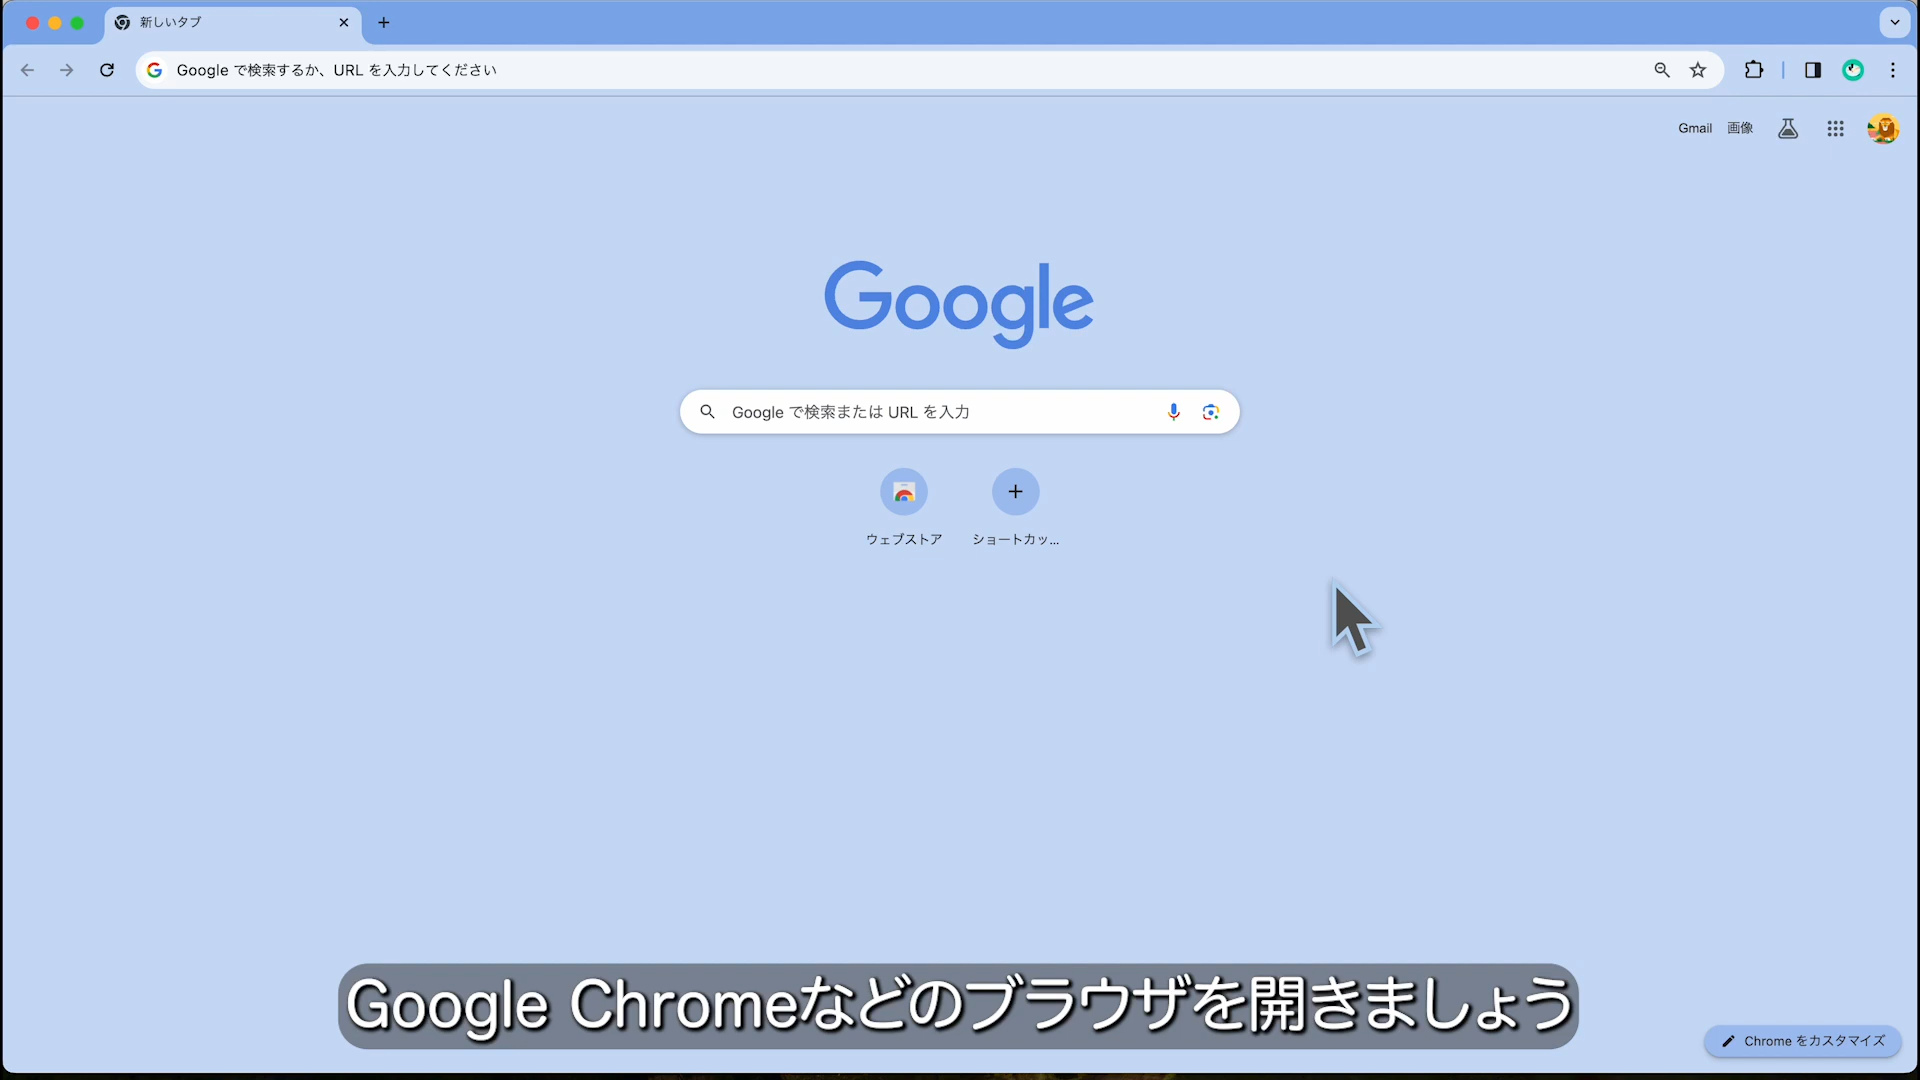 新しいタブ
Google で検索するか、URL を入力してください
Gmail 画像
Google
Google で検索または URL を入力
ウェブストア ショートカッ...
Google Chromeなどのブラウザを開きましょう
Chrome をカスタマイズ